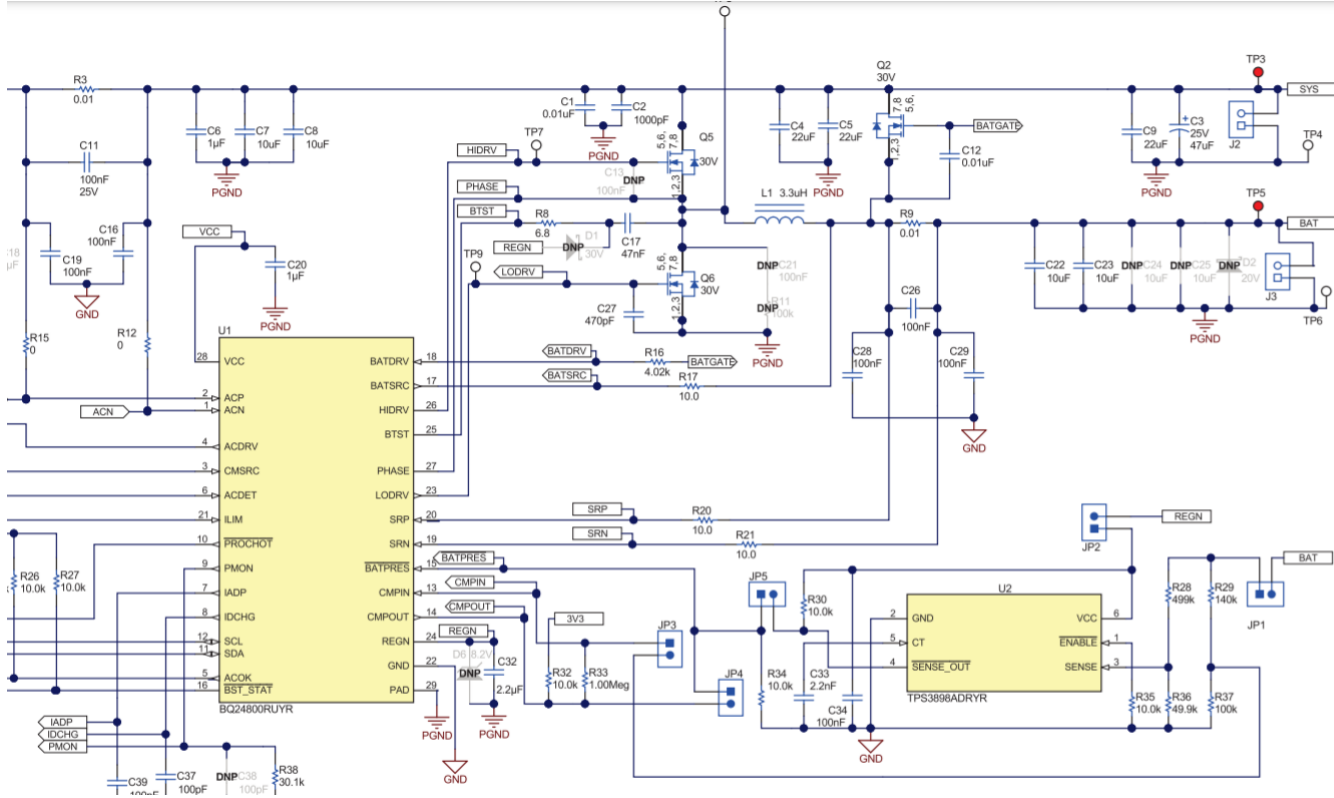 R3
0.01
C11
100nF
25V
C16
100nF
C19
100nF
GND
R15
0
R12
0
C6
1µF
C7
10uF
C8
10uF
PGND
VCC
C20
1µF
PGND
C1
0.01uF
C2
1000pF
PGND
TP7
HIDRV
PHASE
BTST
REGN
R8
6.8
DNP
D1
30V
C13
DNP
100nF
C17
47nF
5,6,
7,8
1,2,3
Q5
30V
TP9
LODRV
C27
470pF
5,6,
7,8
1,2,3
Q6
30V
DNP
C21
100nF
DNP
R11
PGND
L1 3.3uH
C4
22uF
C5
22uF
PGND
Q2
30V
7,8
5,6,
1,2,3
BATGATE
C12
0.01uF
C9
22uF
+
C3
25V
47uF
PGND
TP3
SYS
J2
TP4
R9
0.01
TP5
BAT
C22
10uF
C23
10uF
DNP
C24
10uF
DNP
C25
10uF
DNP
D2
20V
J3
TP6
PGND
C26
100nF
C28
100nF
C29
100nF
GND
BATDRV
R16
4.02k
BATGATE
BATSRC
R17
10.0
SRP
R20
10.0
SRN
R21
10.0
U1
28 VCC
2 ACP
1 ACN
4 ACDRV
3 CMSRC
6 ACDET
21 ILIM
10 PROCHOT
9 PMON
7 IADP
8 IDCHG
12 SCL
11 SDA
5 ACOK
16 BST_STAT
BATDRV 18
BATSRC 17
HIDRV 26
BTST 25
PHASE 27
LODRV 23
SRP 20
SRN 19
BATPRES 15
CMPIN 13
CMPOUT 14
REGN 24
GND 22
PAD 29
BQ24800RUYR
ACN
R26
10.0k
R27
10.0k
IADP
IDCHG
PMON
C39
C37
100pF
DNP
C38
100pF
R38
30.1k
BATPRES
CMPIN
CMPOUT
REGN
D6 8.2V
DNP
C32
2.2µF
PGND
PGND
GND
3V3
R32
10.0k
R33
1.00Meg
JP3
JP4
JP5
R34
10.0k
R30
10.0k
C33
2.2nF
C34
100nF
GND
U2
2 GND
5 CT
4 SENSE_OUT
VCC 6
ENABLE 1
SENSE 3
TPS3898ADRYR
JP2
REGN
R28
499k
R29
140k
JP1
BAT
R35
10.0k
R36
49.9k
R37
100k